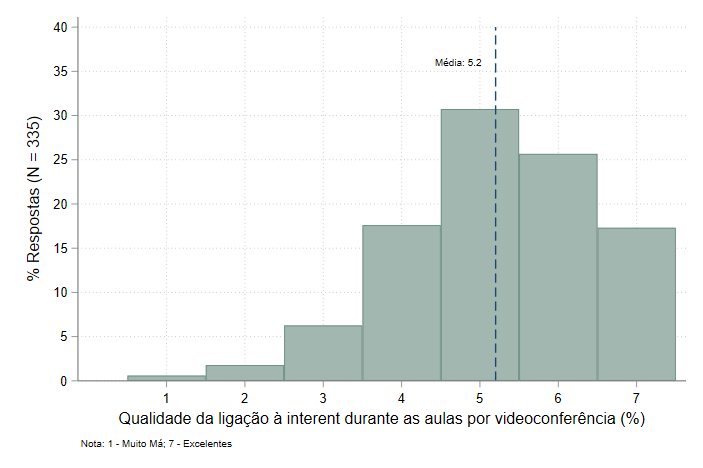 40
35
30
25
20
15
10
5
0
% Respostas (N = 335)
Média: 5.2
1 2 3 4 5 6 7
Qualidade da ligação à interent durante as aulas por videoconferência (%)
Nota: 1 - Muito Má; 7 - Excelentes